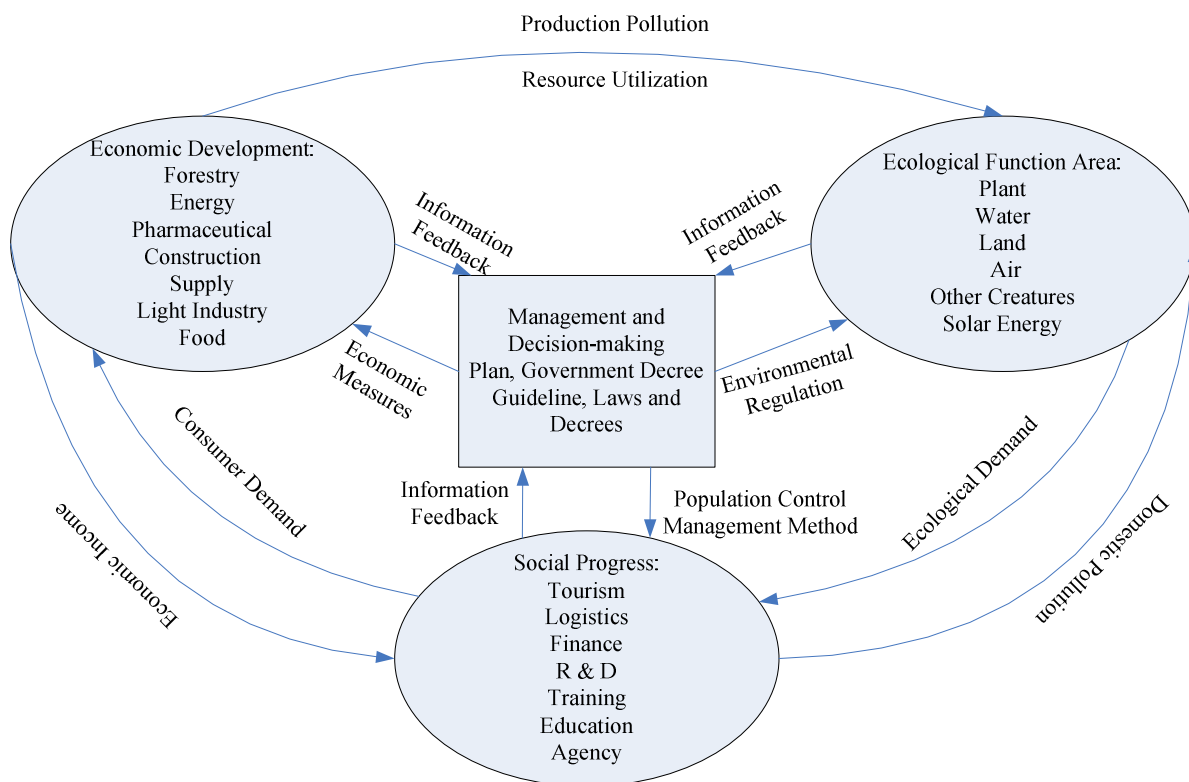 Production Pollution
Resource Utilization
Economic Development:
Forestry
Energy
Pharmaceutical
Construction
Supply
Light Industry
Food
Ecological Function Area:
Plant
Water
Land
Air
Other Creatures
Solar Energy
Information
Feedback
Information
Feedback
Management and
Decision-making
Plan, Government Decree
Guideline, Laws and
Decrees
Economic
Measures
Environmental
Regulation
Consumer Demand
Economic Income
Information
Feedback
Population Control
Management Method
Ecological Demand
Domestic Pollution
Social Progress:
Tourism
Logistics
Finance
R & D
Training
Education
Agency